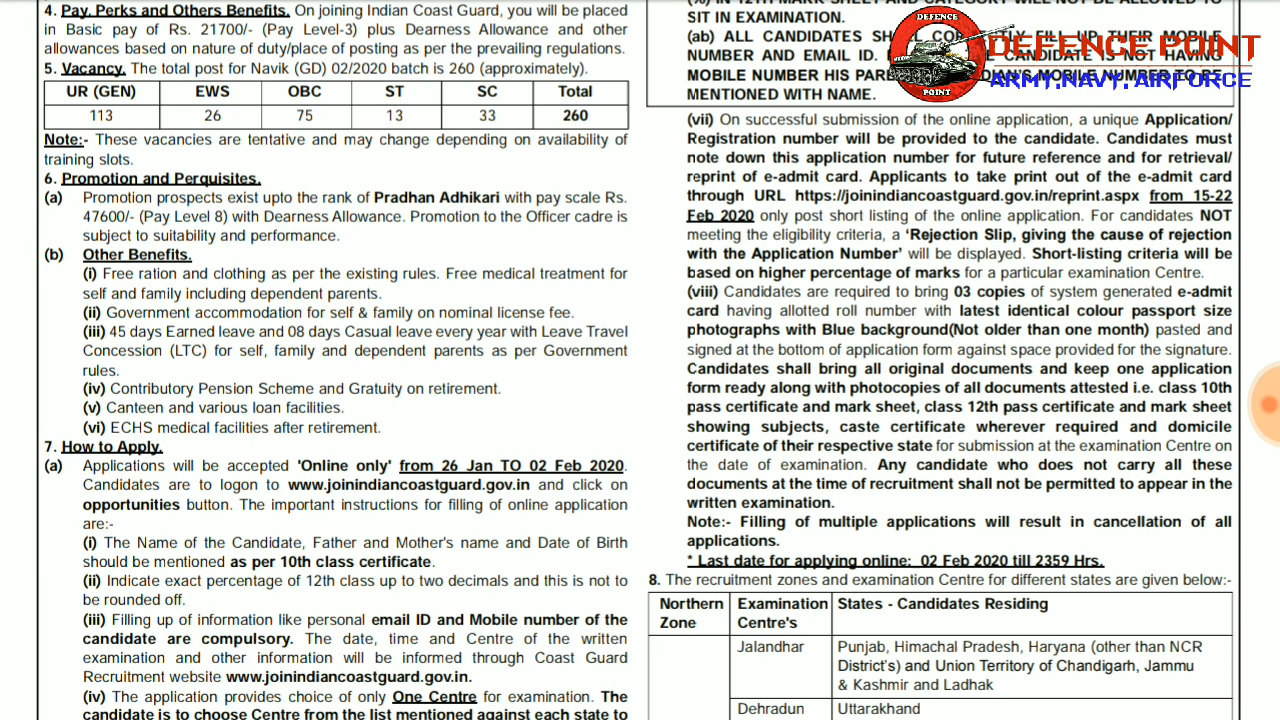 4. Pay, Perks and Others Benefits. On joining Indian Coast Guard, you will be placed
in Basic pay of Rs. 21700/- (Pay Level-3) plus Dearness Allowance and other
allowances based on nature of duty/place of posting as per the prevailing regulations.
5. Vacancy. The total post for Navik (GD) 02/2020 batch is 260 (approximately).
UR (GEN) EWS OBC ST SC Total
113 26 75 13 33 260
Note:- These vacancies are tentative and may change depending on availability of
training slots.
6. Promotion and Perquisites.
(a) Promotion prospects exist upto the rank of Pradhan Adhikari with pay scale Rs.
47600/- (Pay Level 8) with Dearness Allowance. Promotion to the Officer cadre is
subject to suitability and performance.
(b) Other Benefits.
(i) Free ration and clothing as per the existing rules. Free medical treatment for
self and family including dependent parents.
(ii) Government accommodation for self & family on nominal license fee.
(iii) 45 days Earned leave and 08 days Casual leave every year with Leave Travel
Concession (LTC) for self, family and dependent parents as per Government
rules.
(iv) Contributory Pension Scheme and Gratuity on retirement.
(v) Canteen and various loan facilities.
(vi) ECHS medical facilities after retirement.
7. How to Apply.
(a) Applications will be accepted 'Online only' from 26 Jan TO 02 Feb 2020.
Candidates are to logon to www.joinindiancoastguard.gov.in and click on
opportunities button. The important instructions for filling of online application
are:-
(i) The Name of the Candidate, Father and Mother's name and Date of Birth
should be mentioned as per 10th class certificate.
(ii) Indicate exact percentage of 12th class up to two decimals and this is not to
be rounded off.
(iii) Filling up of information like personal email ID and Mobile number of the
candidate are compulsory. The date, time and Centre of the written
examination and other information will be informed through Coast Guard
Recruitment website www.joinindiancoastguard.gov.in.
(iv) The application provides choice of only One Centre for examination. The
candidate is to choose Centre from the list mentioned against each state to
(%) IN 12TH MARK SHEET AND CATEGORY WILL NOT BE ALLOWED TO
SIT IN EXAMINATION.
(ab) ALL CANDIDATES FILL UP THEIR MOBILE
NUMBER AND EMAIL ID. CANDIDATE IS NOT HAVING
MOBILE NUMBER HIS MOBILE NUMBER TO BE
MENTIONED WITH NAME.
DEFENCE
POINT
DEFENCE POINT
ARMY,NAVY, AIRFORCE
(vii) On successful submission of the online application, a unique Application/
Registration number will be provided to the candidate. Candidates must
note down this application number for future reference and for retrieval/
reprint of e-admit card. Applicants to take print out of the e-admit card
through URL https://joinindiancoastguard.gov.in/reprint.aspx from 15-22
Feb 2020 only post short listing of the online application. For candidates NOT
meeting the eligibility criteria, a ‘Rejection Slip, giving the cause of rejection
with the Application Number’ will be displayed. Short-listing criteria will be
based on higher percentage of marks for a particular examination Centre.
(viii) Candidates are required to bring 03 copies of system generated e-admit
card having allotted roll number with latest identical colour passport size
photographs with Blue background(Not older than one month) pasted and
signed at the bottom of application form against space provided for the signature.
Candidates shall bring all original documents and keep one application
form ready along with photocopies of all documents attested i.e. class 10th
pass certificate and mark sheet, class 12th pass certificate and mark sheet
showing subjects, caste certificate wherever required and domicile
certificate of their respective state for submission at the examination Centre on
the date of examination. Any candidate who does not carry all these
documents at the time of recruitment shall not be permitted to appear in the
written examination.
Note:- Filling of multiple applications will result in cancellation of all
applications.
* Last date for applying online: 02 Feb 2020 till 2359 Hrs.
8. The recruitment zones and examination Centre for different states are given below:-
Northern Examination States - Candidates Residing
Zone Centre's
Jalandhar Punjab, Himachal Pradesh, Haryana (other than NCR
District's) and Union Territory of Chandigarh, Jammu
& Kashmir and Ladhak
Dehradun Uttarakhand